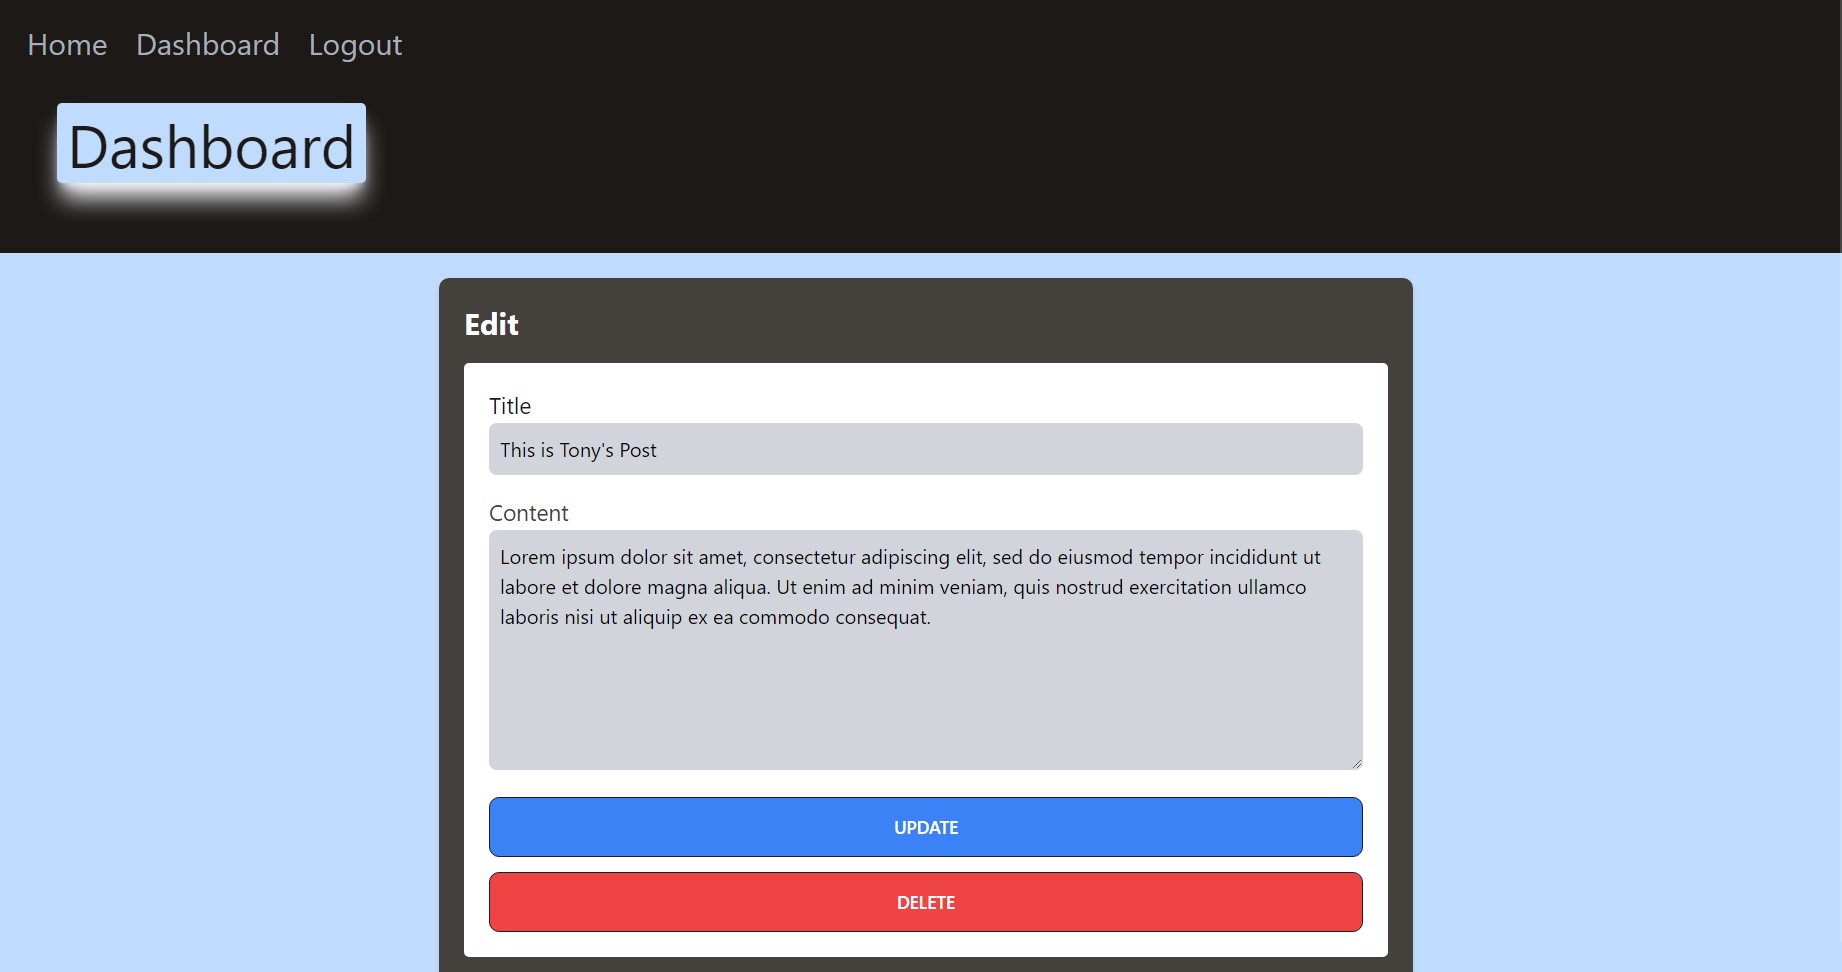 Home Dashboard Logout
Dashboard
Edit
Title
This is Tony's Post
Content
Lorem ipsum dolor sit amet, consectetur adipiscing elit, sed do eiusmod tempor incididunt ut
labore et dolore magna aliqua. Ut enim ad minim veniam, quis nostrud exercitation ullamco
laboris nisi ut aliquip ex ea commodo consequat.
UPDATE
DELETE